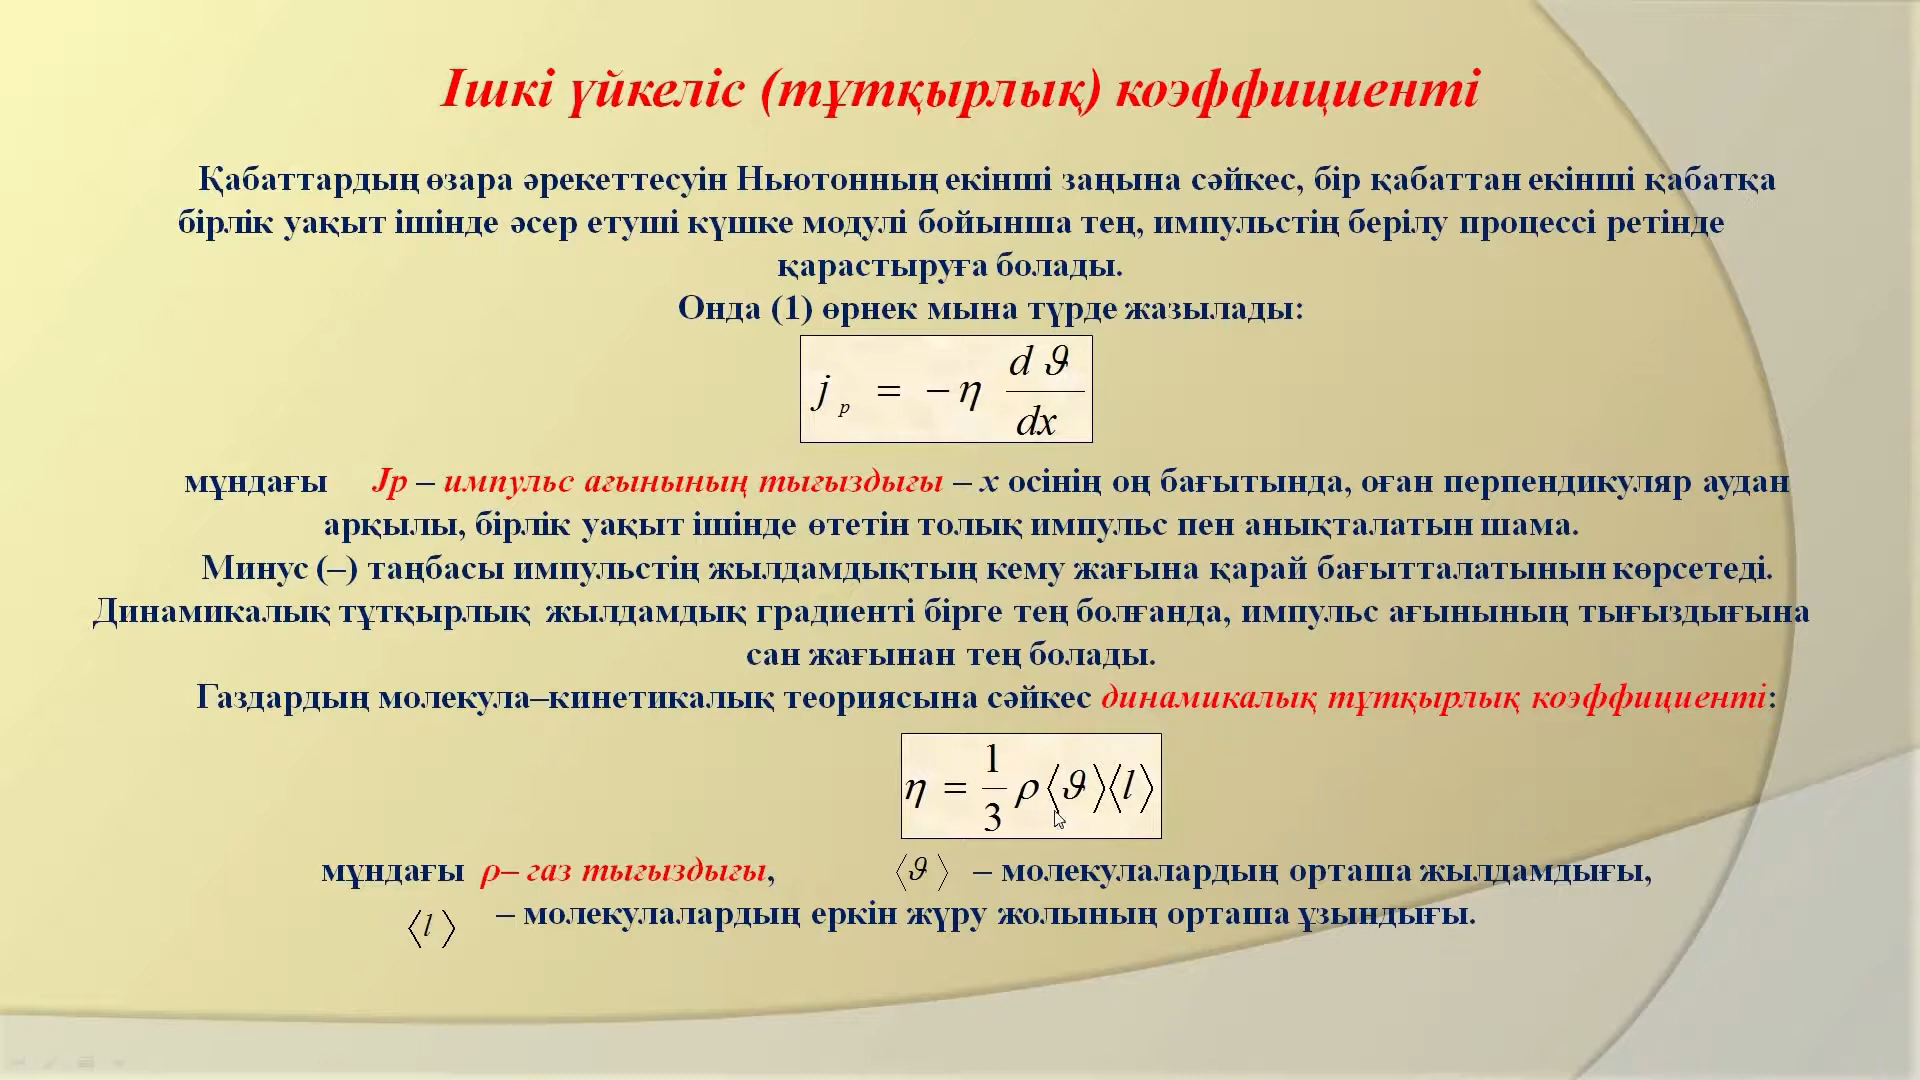 Ішкі үйкеліс (тұтқырлық) коэффициенті
Қабаттардың өзара әрекеттесуін Ньютонның екінші заңына сәйкес, бір қабаттан екінші қабатқа
бірлік уақыт ішінде әсер етуші күшке модулі бойынша тең, импульстің берілу процессі ретінде
қарастыруға болады.
Онда (1) өрнек мына түрде жазылады:
j_p = −η dϑ/dx
мұндағы Jp – импульс ағынының тығыздығы – x осінің оң бағытында, оған перпендикуляр аудан
арқылы, бірлік уақыт ішінде өтетін толық импульс пен анықталатын шама.
Минус (–) таңбасы импульстің жылдамдықтың кему жағына қарай бағытталатынын көрсетеді.
Динамикалық тұтқырлық жылдамдық градиенті бірге тең болғанда, импульс ағынының тығыздығына
сан жағынан тең болады.
Газдардың молекула–кинетикалық теориясына сәйкес динамикалық тұтқырлық коэффициенті:
η = 1/3 ρ⟨ϑ⟩⟨l⟩
мұндағы ρ– газ тығыздығы, ⟨ϑ⟩ – молекулалардың орташа жылдамдығы,
⟨l⟩ – молекулалардың еркін жүру жолының орташа ұзындығы.